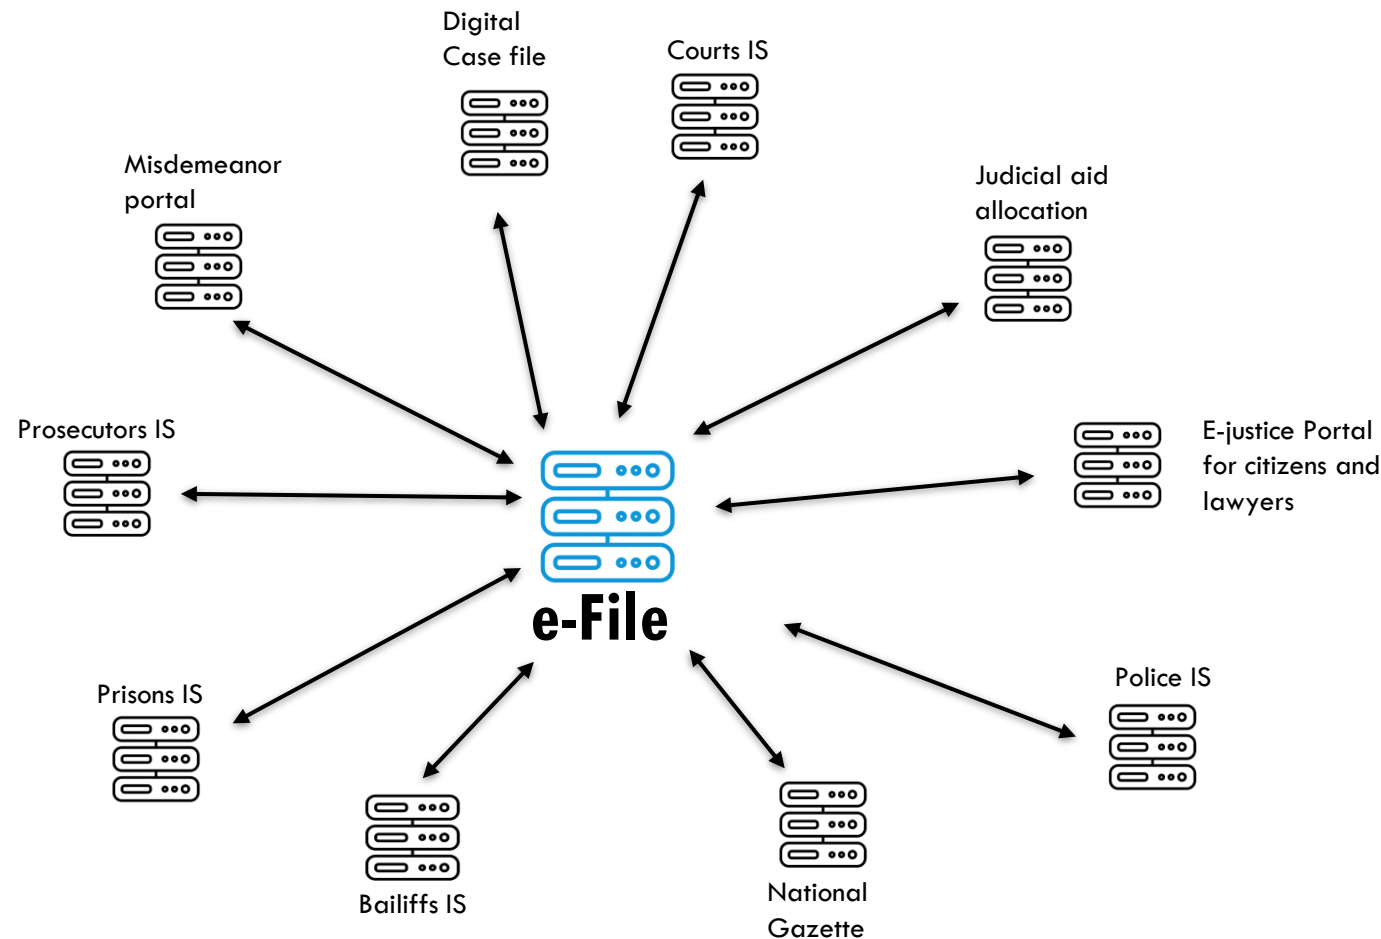 Digital
Case file
Courts IS
Misdemeanor
portal
Judicial aid
allocation
Prosecutors IS
E-justice Portal
for citizens and
lawyers
e-File
Prisons IS
Police IS
Bailiffs IS
National
Gazette